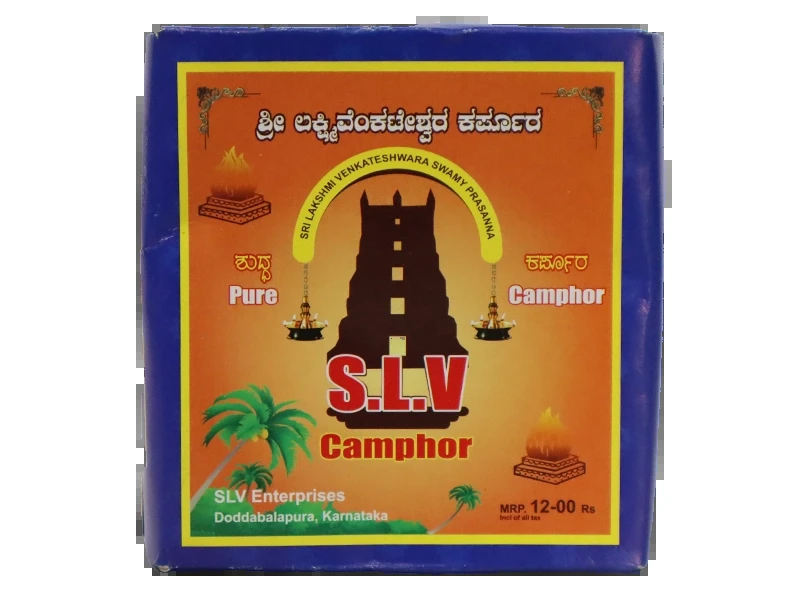 ಶ್ರೀ ಲಕ್ಷ್ಮಿವೆಂಕಟೇಶ್ವರ ಕರ್ಪೂರ
SRI LAKSHMI VENKATESHWARA SWAMY PRASANNA
ಶುದ್ಧ
Pure
ಕರ್ಪೂರ
Camphor
S.L.V
Camphor
SLV Enterprises
Doddabalapura, Karnataka
MRP. 12-00 Rs
Incl of all tax